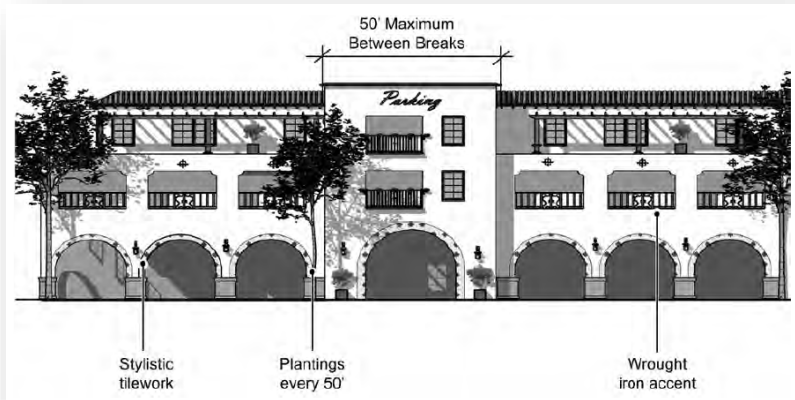 50' Maximum
Between Breaks
Parking
Stylistic
tilework
Plantings
every 50'
Wrought
iron accent